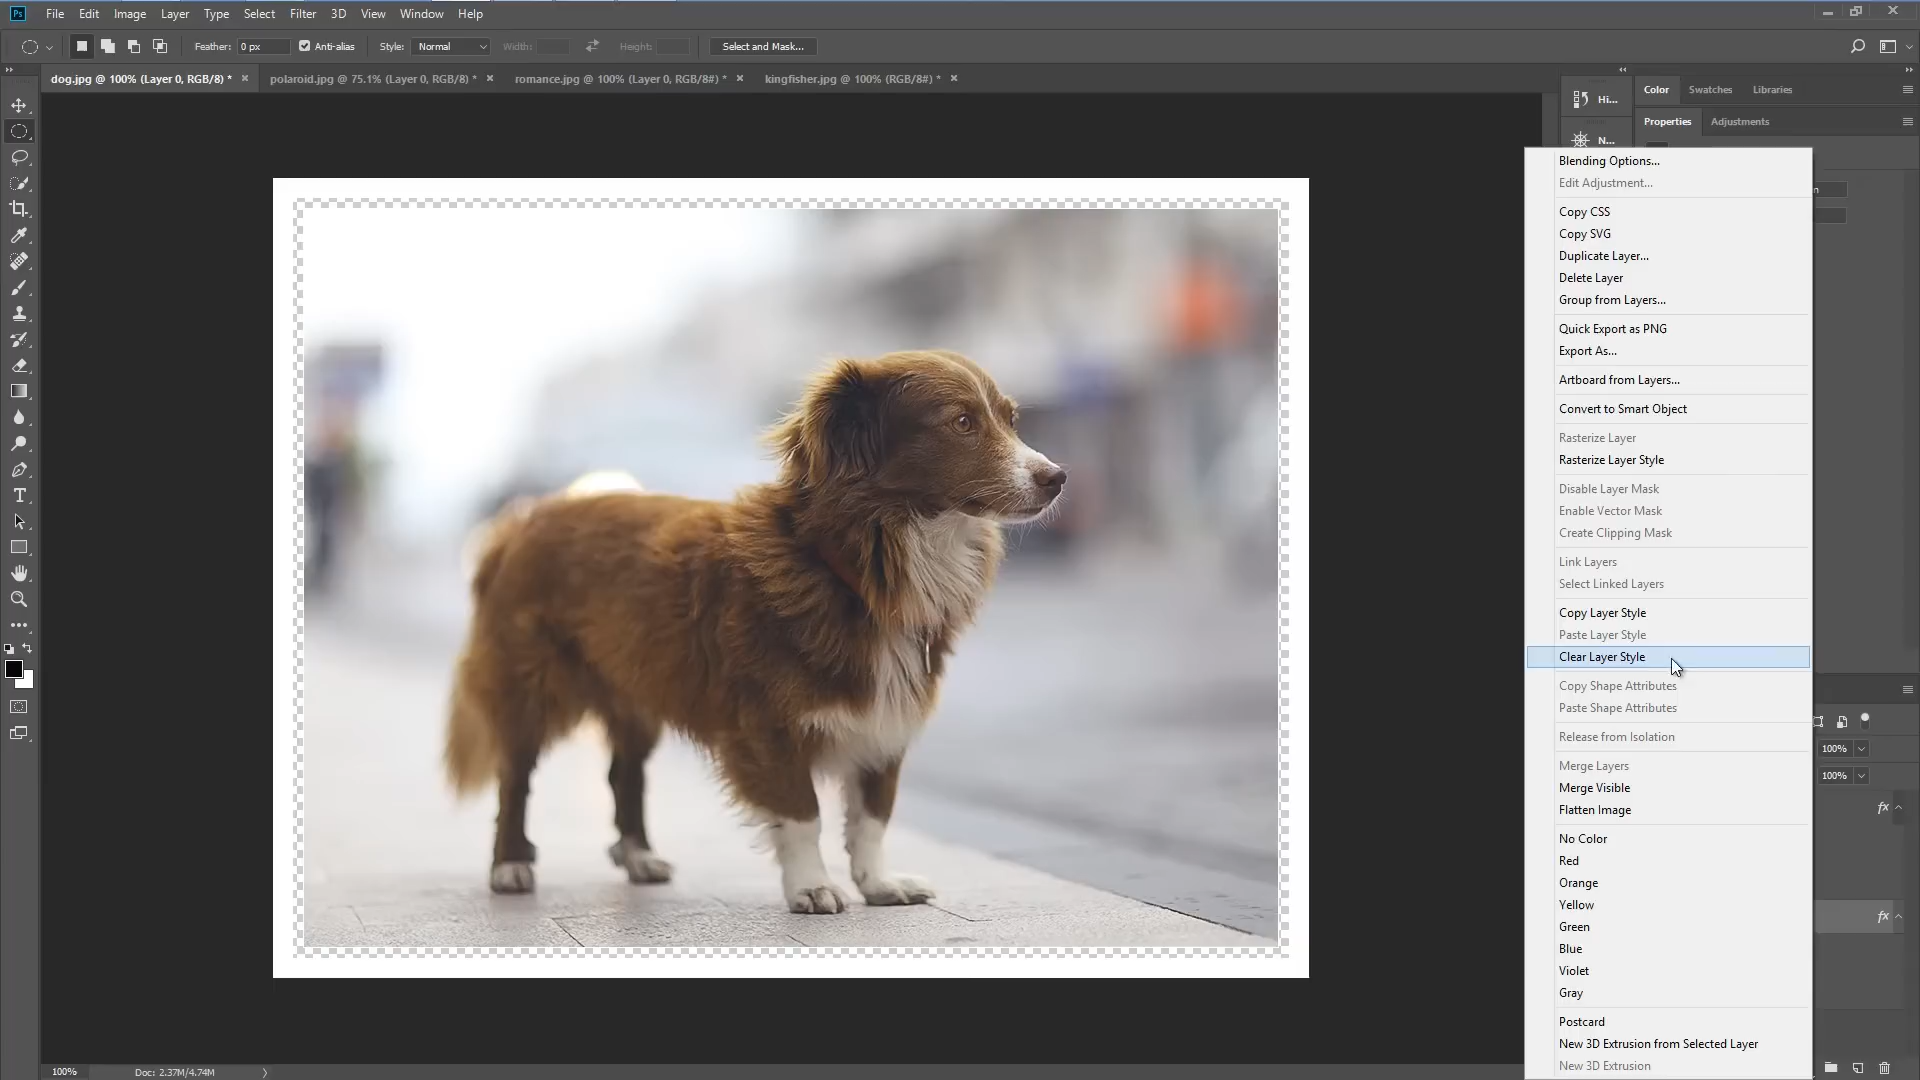 Ps File Edit Image Layer Type Select Filter 3D View Window Help
Feather: 0 px Anti-alias Style: Normal Width: Height: Select and Mask...
dog.jpg @ 100% (Layer 0, RGB/8) * polaroid.jpg @ 75.1% (Layer 0, RGB/8) * romance.jpg @ 100% (Layer 0, RGB/8#) * kingfisher.jpg @ 100% (RGB/8#) *
Hi... Color Swatches Libraries
N... Properties Adjustments
Blending Options...
Edit Adjustment...
Copy CSS
Copy SVG
Duplicate Layer...
Delete Layer
Group from Layers...
Quick Export as PNG
Export As...
Artboard from Layers...
Convert to Smart Object
Rasterize Layer
Rasterize Layer Style
Disable Layer Mask
Enable Vector Mask
Create Clipping Mask
Link Layers
Select Linked Layers
Copy Layer Style
Paste Layer Style
Clear Layer Style
Copy Shape Attributes
Paste Shape Attributes
Release from Isolation
100%
Merge Layers
100%
Merge Visible
Flatten Image
fx
No Color
Red
Orange
Yellow
fx
Green
Blue
Violet
Gray
Postcard
New 3D Extrusion from Selected Layer
New 3D Extrusion
100% Doc: 2.37M/4.74M